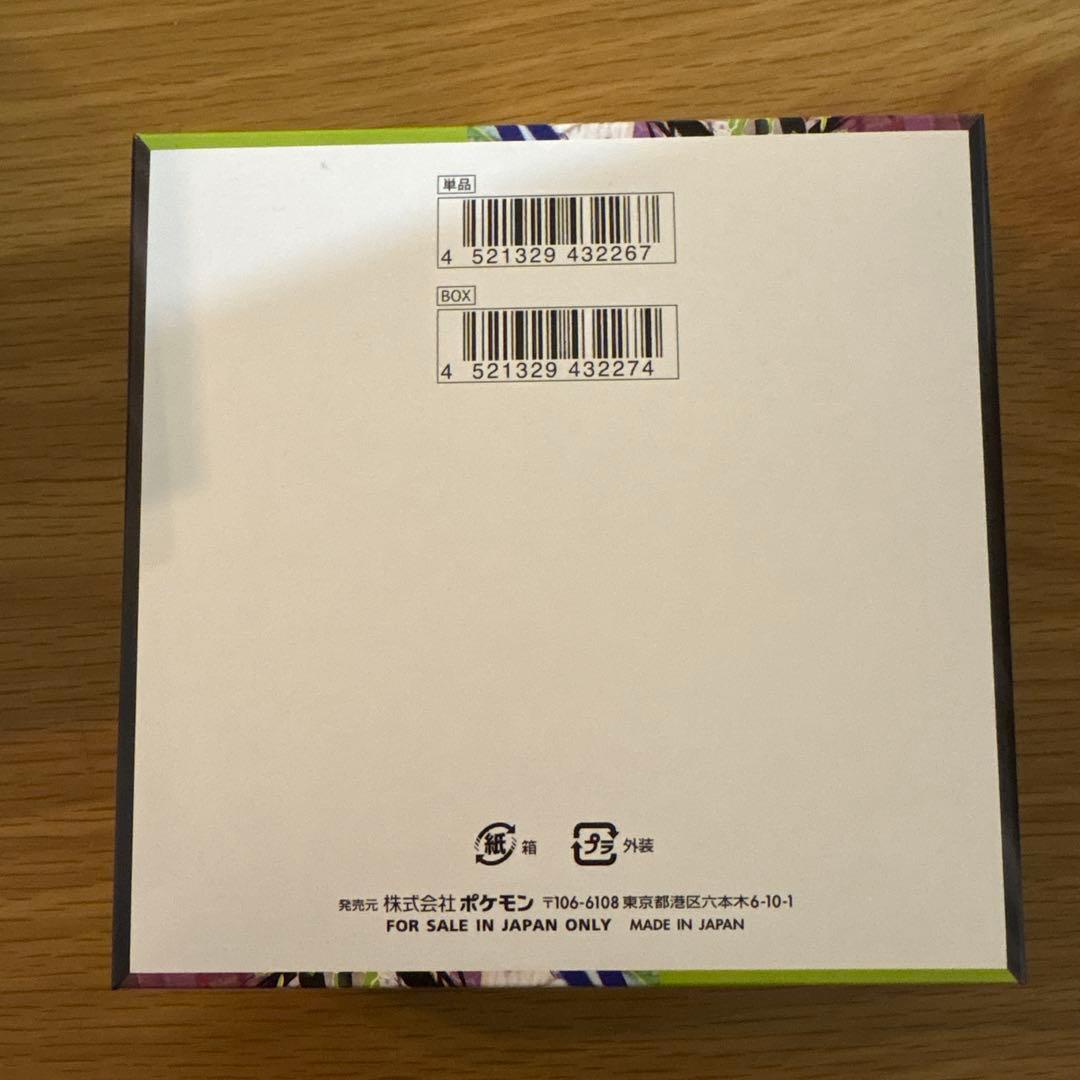 単品
4 521329 432267
BOX
4 521329 432274
紙 箱 プラ 外装
発売元 株式会社ポケモン 〒106-6108 東京都港区六本木6-10-1
FOR SALE IN JAPAN ONLY MADE IN JAPAN